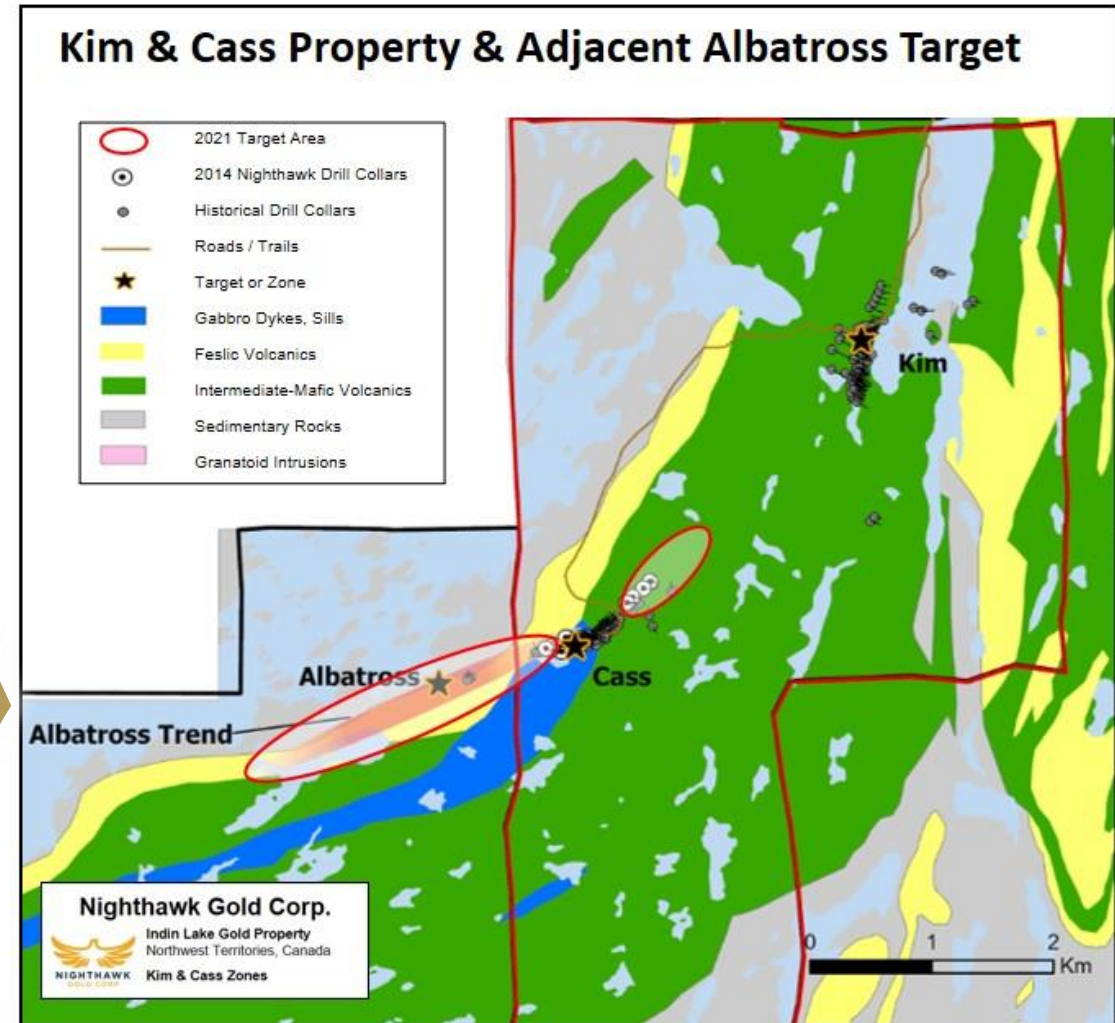 Kim & Cass Property & Adjacent Albatross Target
2021 Target Area
2014 Nighthawk Drill Collars
Historical Drill Collars
Roads / Trails
Target or Zone
Gabbro Dykes, Sills
Feslic Volcanics
Intermediate-Mafic Volcanics
Sedimentary Rocks
Granatoid Intrusions
Kim
Cass
Albatross
Albatross Trend
Nighthawk Gold Corp.
Indin Lake Gold Property
Northwest Territories, Canada
Kim & Cass Zones
NIGHTHAWK
GOLD CORP
0 1 2
Km